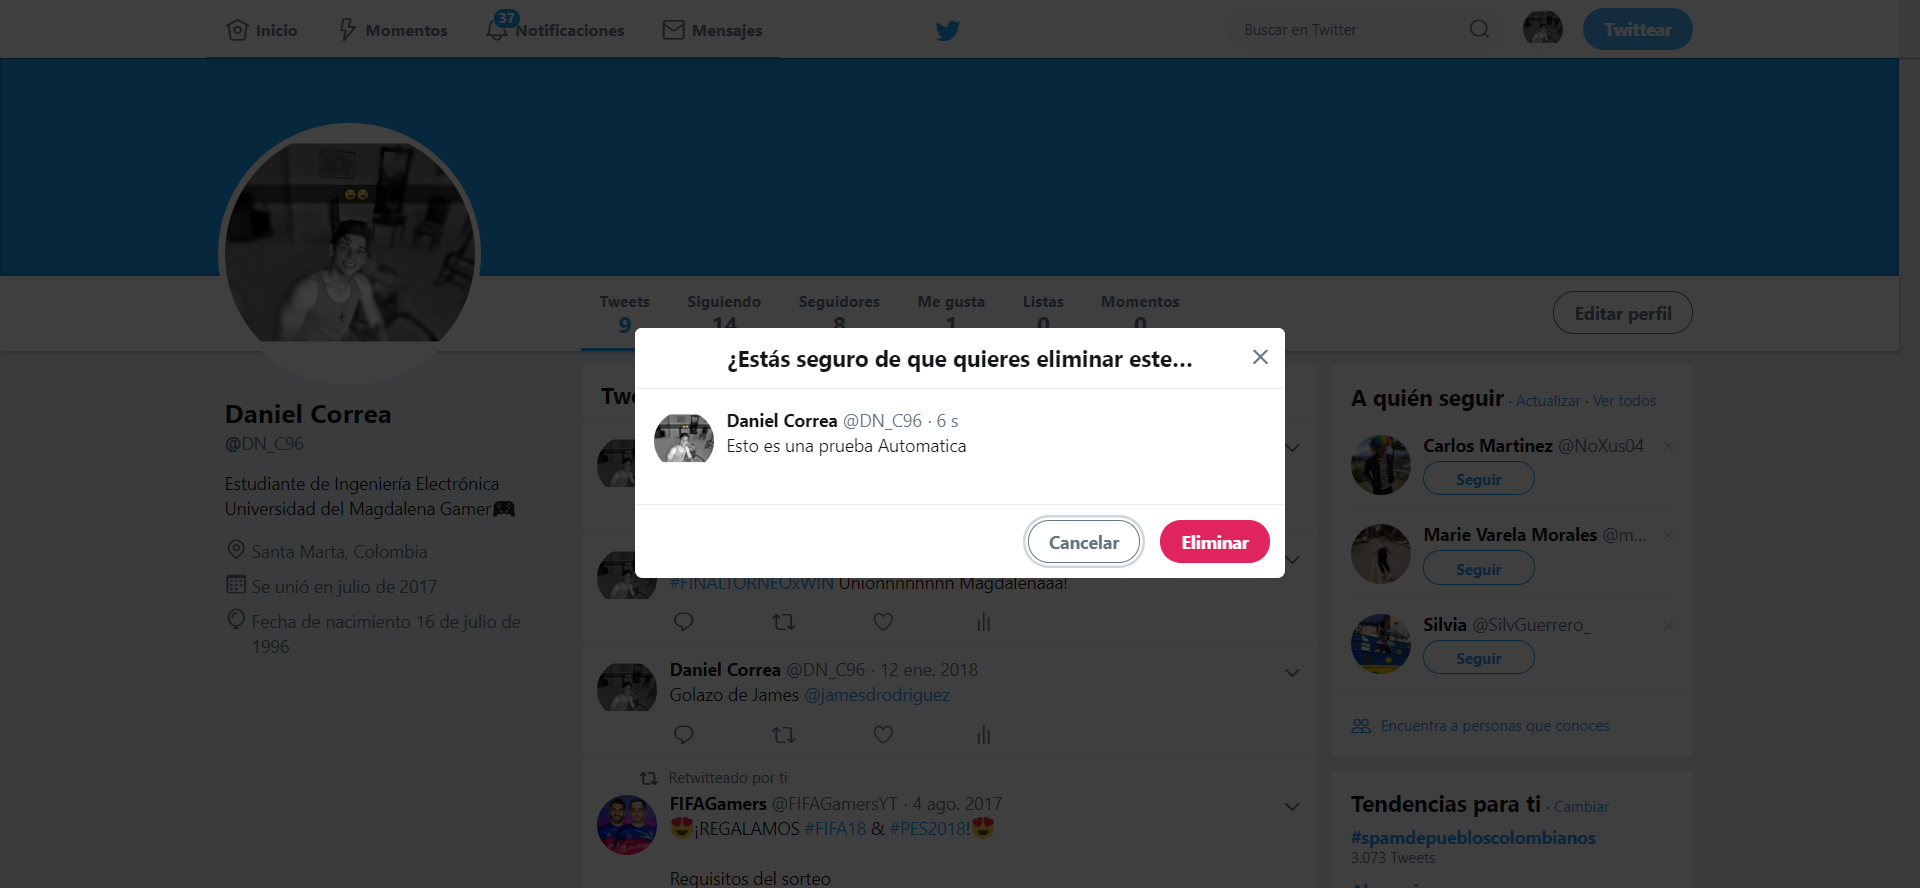 Inicio
Momentos
37
Notificaciones
Mensajes
Buscar en Twitter
Twittear
Tweets
9
Siguiendo
14
Seguidores
8
Me gusta
1
Listas
0
Momentos
0
Editar perfil
¿Estás seguro de que quieres eliminar este...
Daniel Correa @DN_C96 · 6 s
Esto es una prueba Automatica
Cancelar
Eliminar
Daniel Correa
@DN_C96
Estudiante de Ingeniería Electrónica
Universidad del Magdalena Gamer🎮
Santa Marta, Colombia
Se unió en julio de 2017
Fecha de nacimiento 16 de julio de
1996
#FINALTORNEOxWIN Unionnnnnnn Magdalenaaa!
Daniel Correa @DN_C96 · 12 ene. 2018
Golazo de James @jamesdrodriguez
Retwitteado por ti
FIFAGamers @FIFAGamersYT · 4 ago. 2017
😍¡REGALAMOS #FIFA18 & #PES2018!😍
Requisitos del sorteo
A quién seguir · Actualizar · Ver todos
Carlos Martinez @NoXus04
Seguir
Marie Varela Morales @m...
Seguir
Silvia @SilvGuerrero_
Seguir
Encuentra a personas que conoces
Tendencias para ti · Cambiar
#spamdepuebloscolombianos
3.073 Tweets